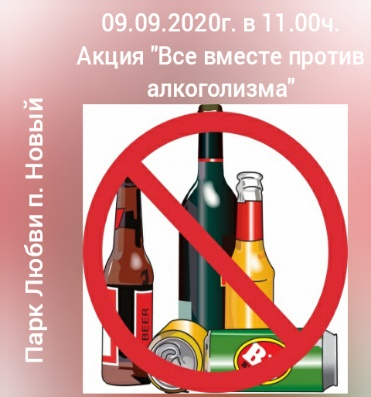 09.09.2020г. в 11.00ч.
Акция "Все вместе против
алкоголизма"
Парк Любви п. Новый
BEER
B